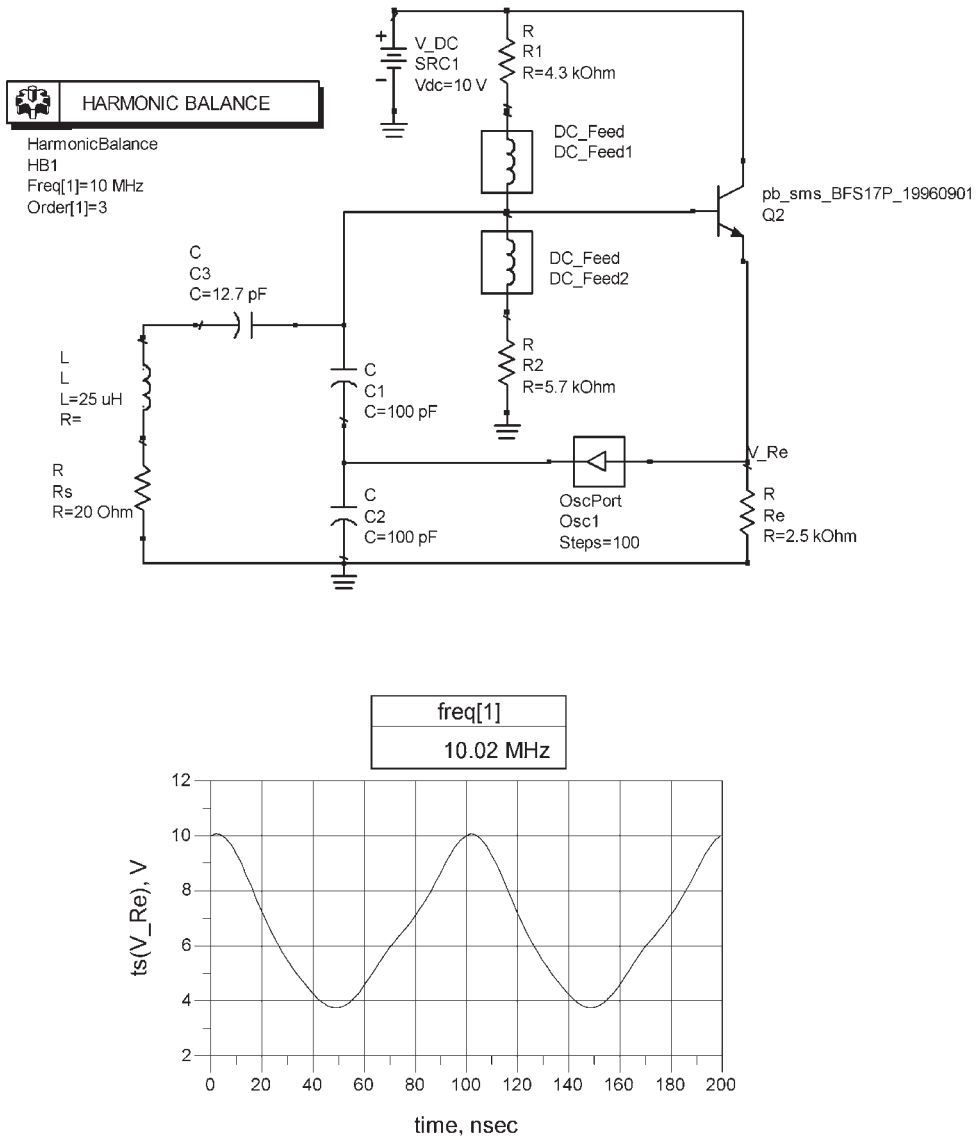 HARMONIC BALANCE
HarmonicBalance
HB1
Freq[1]=10 MHz
Order[1]=3
+
-
V_DC
SRC1
Vdc=10 V
R
R1
R=4.3 kOhm
DC_Feed
DC_Feed1
pb_sms_BFS17P_19960901
Q2
DC_Feed
DC_Feed2
C
C3
C=12.7 pF
R
R2
R=5.7 kOhm
L
L
L=25 uH
R=
C
C1
C=100 pF
V_Re
R
Rs
R=20 Ohm
C
C2
C=100 pF
OscPort
Osc1
Steps=100
R
Re
R=2.5 kOhm
freq[1]
10.02 MHz
12
10
8
6
4
2
ts(V_Re), V
0 20 40 60 80 100 120 140 160 180 200
time, nsec